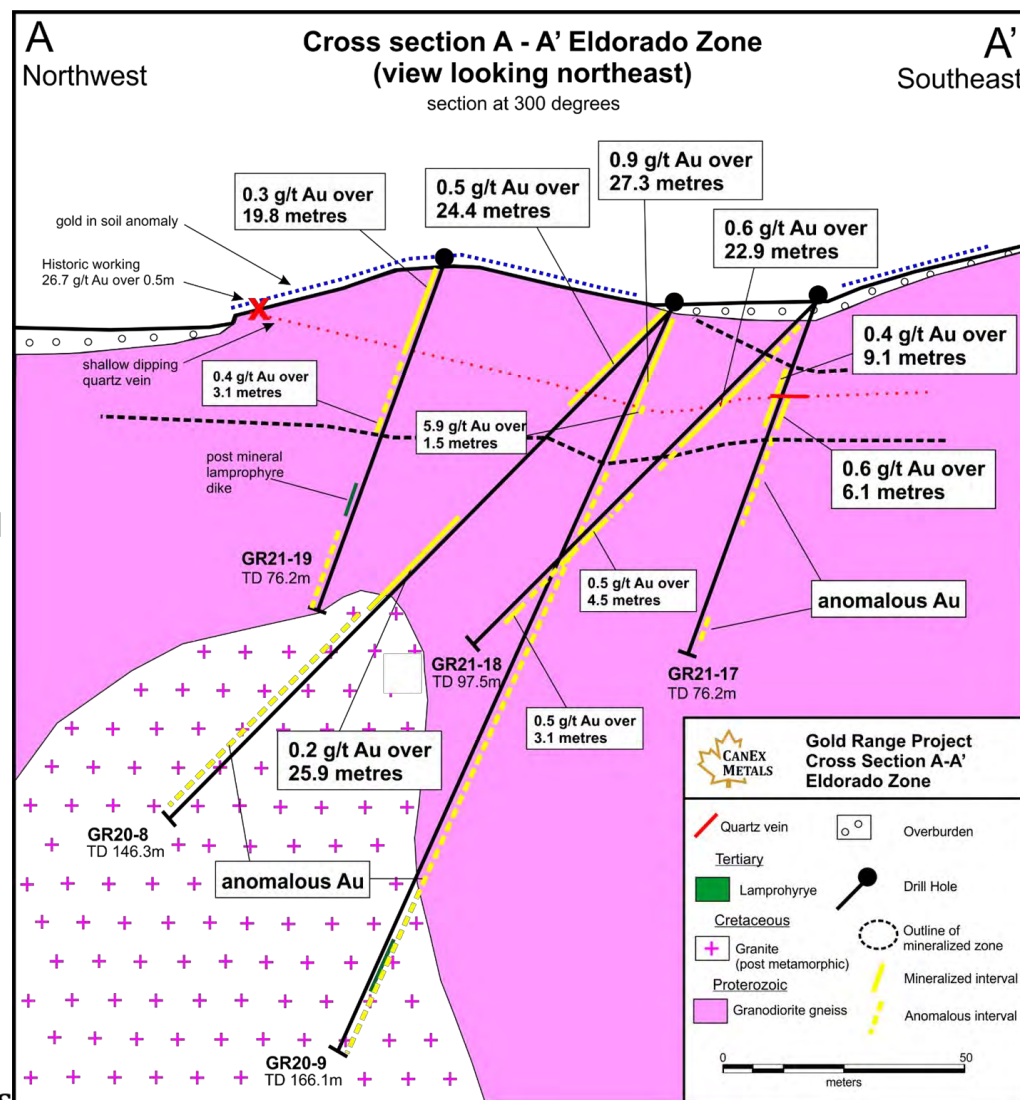 A
Northwest
Cross section A - A' Eldorado Zone
(view looking northeast)
section at 300 degrees
A'
Southeast
0.3 g/t Au over
19.8 metres
0.5 g/t Au over
24.4 metres
0.9 g/t Au over
27.3 metres
0.6 g/t Au over
22.9 metres
gold in soil anomaly
Historic working
26.7 g/t Au over 0.5m
X
shallow dipping
quartz vein
0.4 g/t Au over
3.1 metres
5.9 g/t Au over
1.5 metres
0.4 g/t Au over
9.1 metres
0.6 g/t Au over
6.1 metres
post mineral
lamprophyre
dike
GR21-19
TD 76.2m
0.5 g/t Au over
4.5 metres
anomalous Au
GR21-18
TD 97.5m
GR21-17
TD 76.2m
0.5 g/t Au over
3.1 metres
0.2 g/t Au over
25.9 metres
GR20-8
TD 146.3m
anomalous Au
GR20-9
TD 166.1m
CANEX
METALS
Gold Range Project
Cross Section A-A'
Eldorado Zone
Quartz vein
Overburden
Tertiary
Lamprohyrye
Drill Hole
Cretaceous
Granite
(post metamorphic)
Outline of
mineralized zone
Proterozoic
Mineralized interval
Granodiorite gneiss
Anomalous interval
0
50
meters